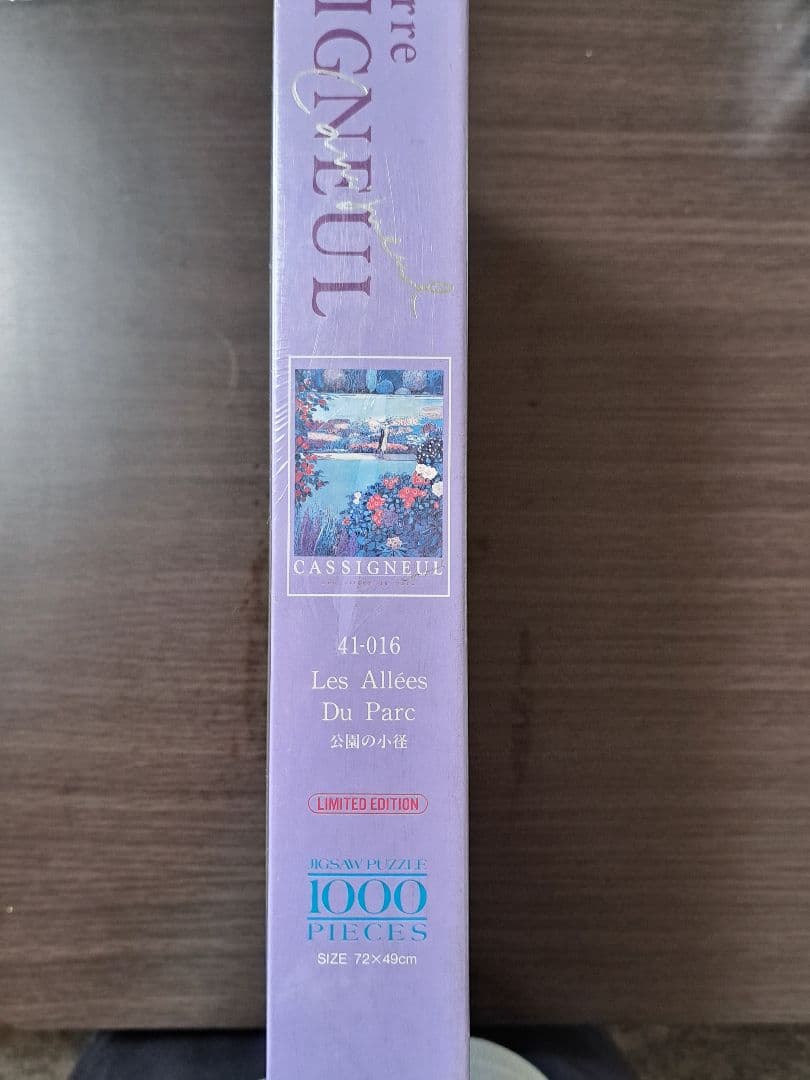 rre
IGNEUL
Cassigneul
CASSIGNEUL
41-016
Les Allées
Du Parc
公園の小径
LIMITED EDITION
JIGSAW PUZZLE
1000
PIECES
SIZE 72×49cm